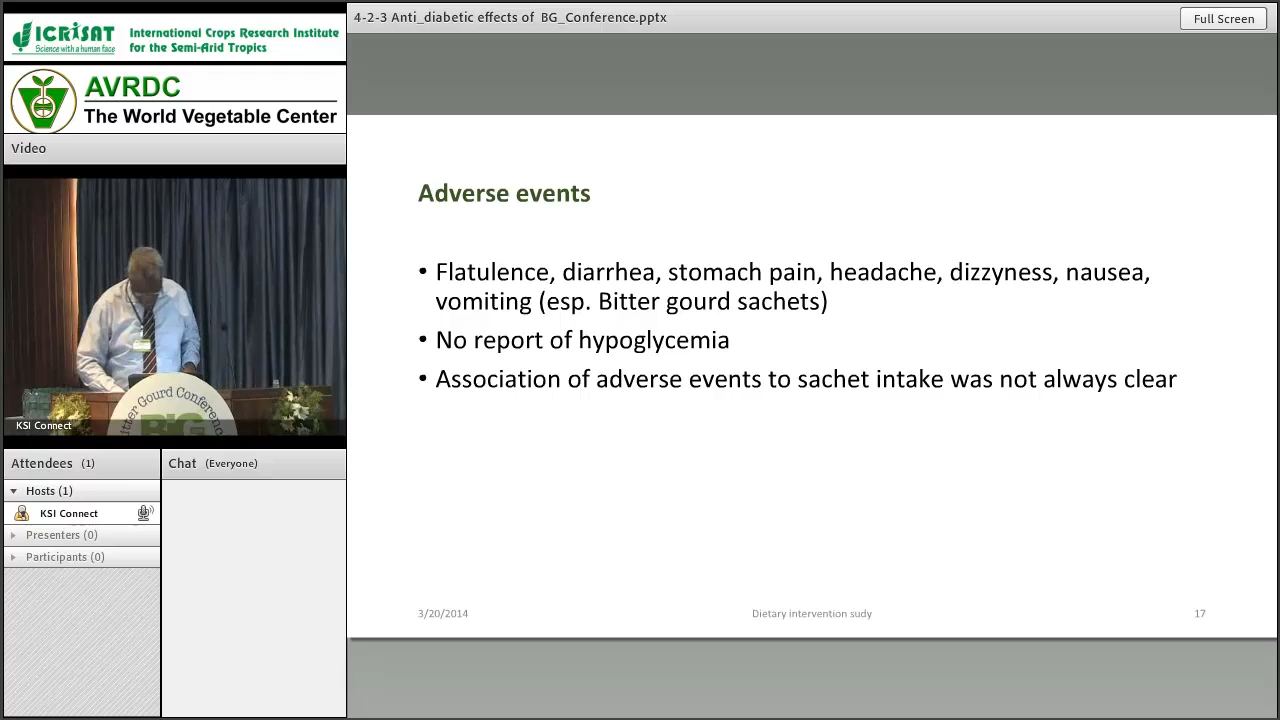 4-2-3 Anti_diabetic effects of BG_Conference.pptx
Full Screen
ICRISAT
Science with a human face
International Crops Research Institute
for the Semi-Arid Tropics
AVRDC
The World Vegetable Center
Video
Bitter Gourd Conference
BIG
KSI Connect
Attendees (1)
Hosts (1)
KSI Connect
Presenters (0)
Participants (0)
Chat (Everyone)
Adverse events
• Flatulence, diarrhea, stomach pain, headache, dizzyness, nausea,
vomiting (esp. Bitter gourd sachets)
• No report of hypoglycemia
• Association of adverse events to sachet intake was not always clear
3/20/2014
Dietary intervention sudy
17